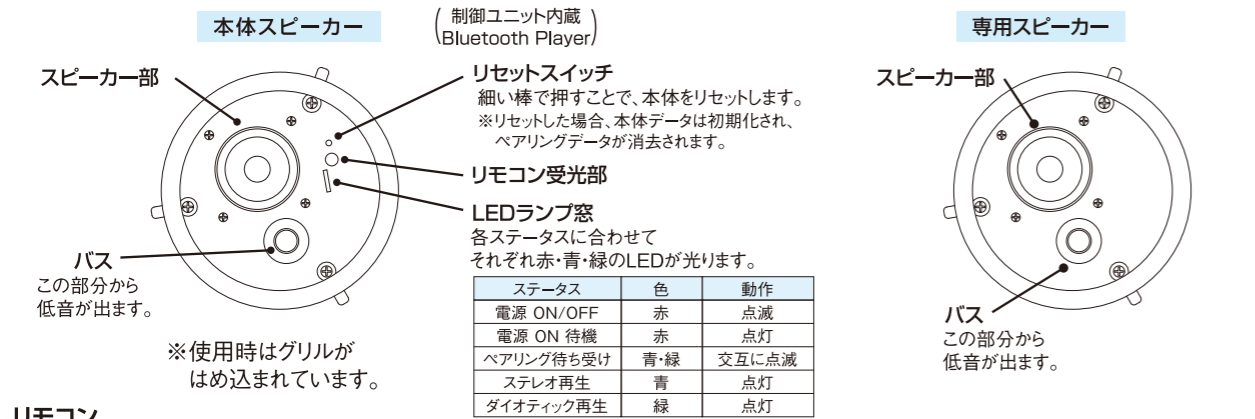 本体スピーカー
(制御ユニット内蔵
Bluetooth Player)
スピーカー部
リセットスイッチ
細い棒で押すことで、本体をリセットします。
※リセットした場合、本体データは初期化され、
ペアリングデータが消去されます。
リモコン受光部
LEDランプ窓
各ステータスに合わせて
それぞれ赤・青・緑のLEDが光ります。
ステータス 色 動作
電源 ON/OFF 赤 点滅
電源 ON 待機 赤 点灯
ペアリング待ち受け 青・緑 交互に点滅
ステレオ再生 青 点灯
ダイオティック再生 緑 点灯
バス
この部分から
低音が出ます。
※使用時はグリルが
はめ込まれています。
専用スピーカー
スピーカー部
バス
この部分から
低音が出ます。
リモコン